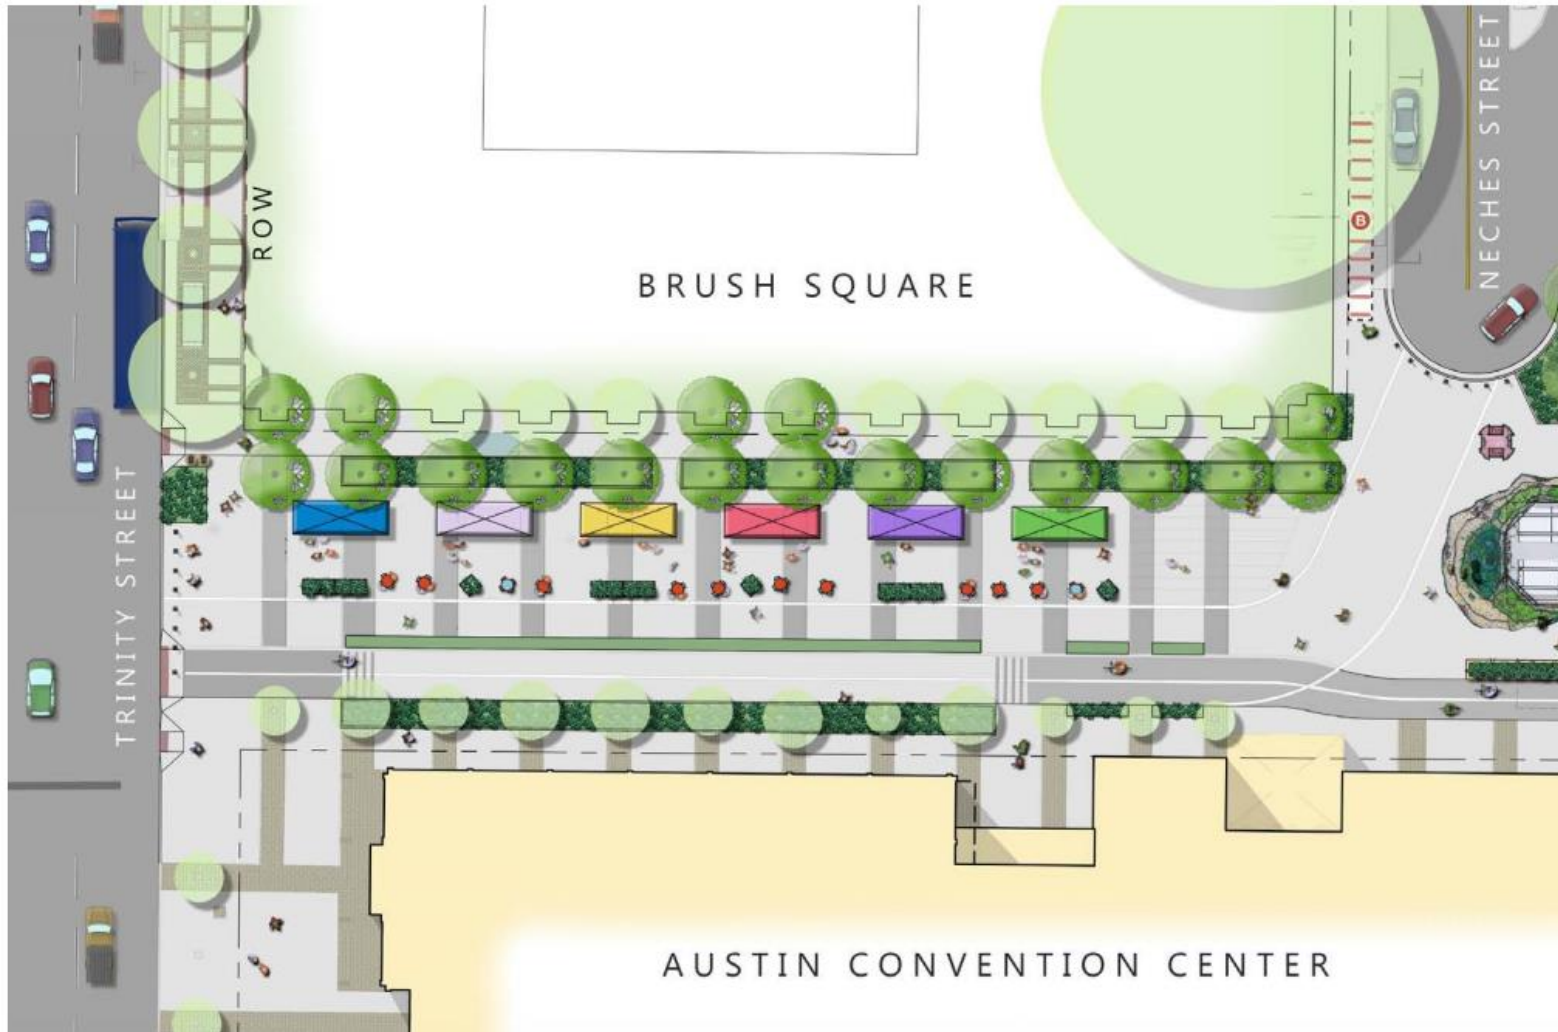 NECHES STREET
ROW
B
BRUSH SQUARE
TRINITY STREET
AUSTIN CONVENTION CENTER